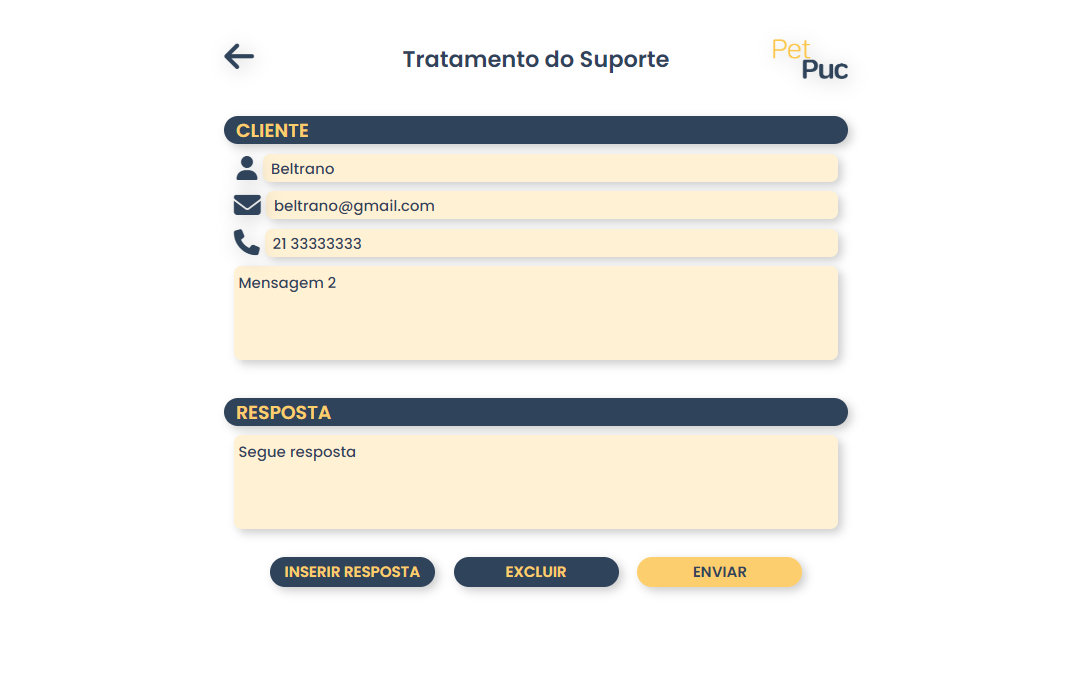 Tratamento do Suporte
Pet
Puc
CLIENTE
Beltrano
beltrano@gmail.com
21 33333333
Mensagem 2
RESPOSTA
Segue resposta
INSERIR RESPOSTA
EXCLUIR
ENVIAR